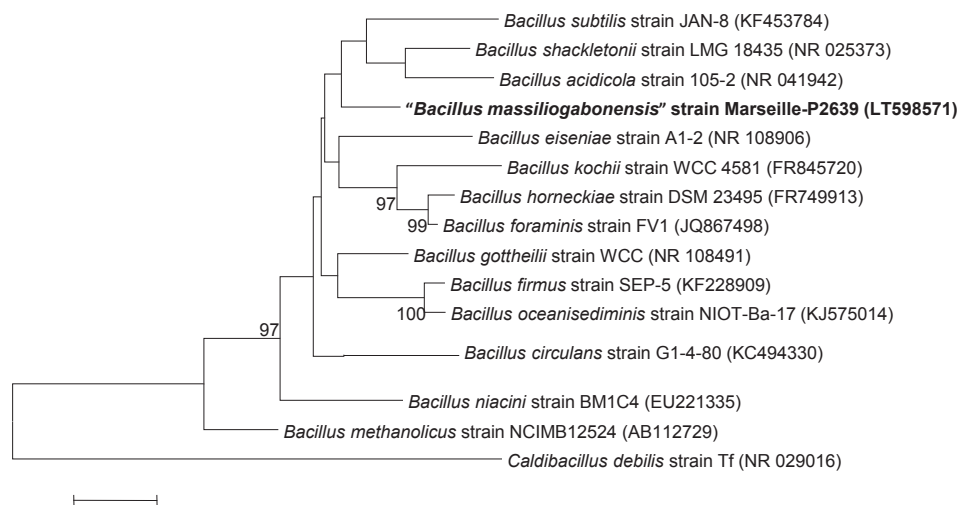 Bacillus subtilis strain JAN-8 (KF453784)
Bacillus shackletonii strain LMG 18435 (NR 025373)
Bacillus acidicola strain 105-2 (NR 041942)
“Bacillus massiliogabonensis” strain Marseille-P2639 (LT598571)
Bacillus eiseniae strain A1-2 (NR 108906)
Bacillus kochii strain WCC 4581 (FR845720)
97
Bacillus horneckiae strain DSM 23495 (FR749913)
99
Bacillus foraminis strain FV1 (JQ867498)
Bacillus gottheilii strain WCC (NR 108491)
Bacillus firmus strain SEP-5 (KF228909)
100
Bacillus oceanisediminis strain NIOT-Ba-17 (KJ575014)
97
Bacillus circulans strain G1-4-80 (KC494330)
Bacillus niacini strain BM1C4 (EU221335)
Bacillus methanolicus strain NCIMB12524 (AB112729)
Caldibacillus debilis strain Tf (NR 029016)